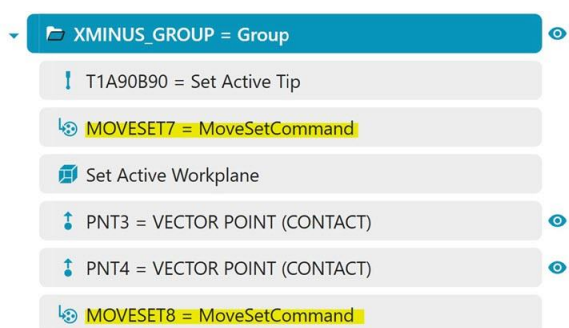 XMINUS_GROUP = Group
T1A90B90 = Set Active Tip
MOVESET7 = MoveSetCommand
Set Active Workplane
PNT3 = VECTOR POINT (CONTACT)
PNT4 = VECTOR POINT (CONTACT)
MOVESET8 = MoveSetCommand